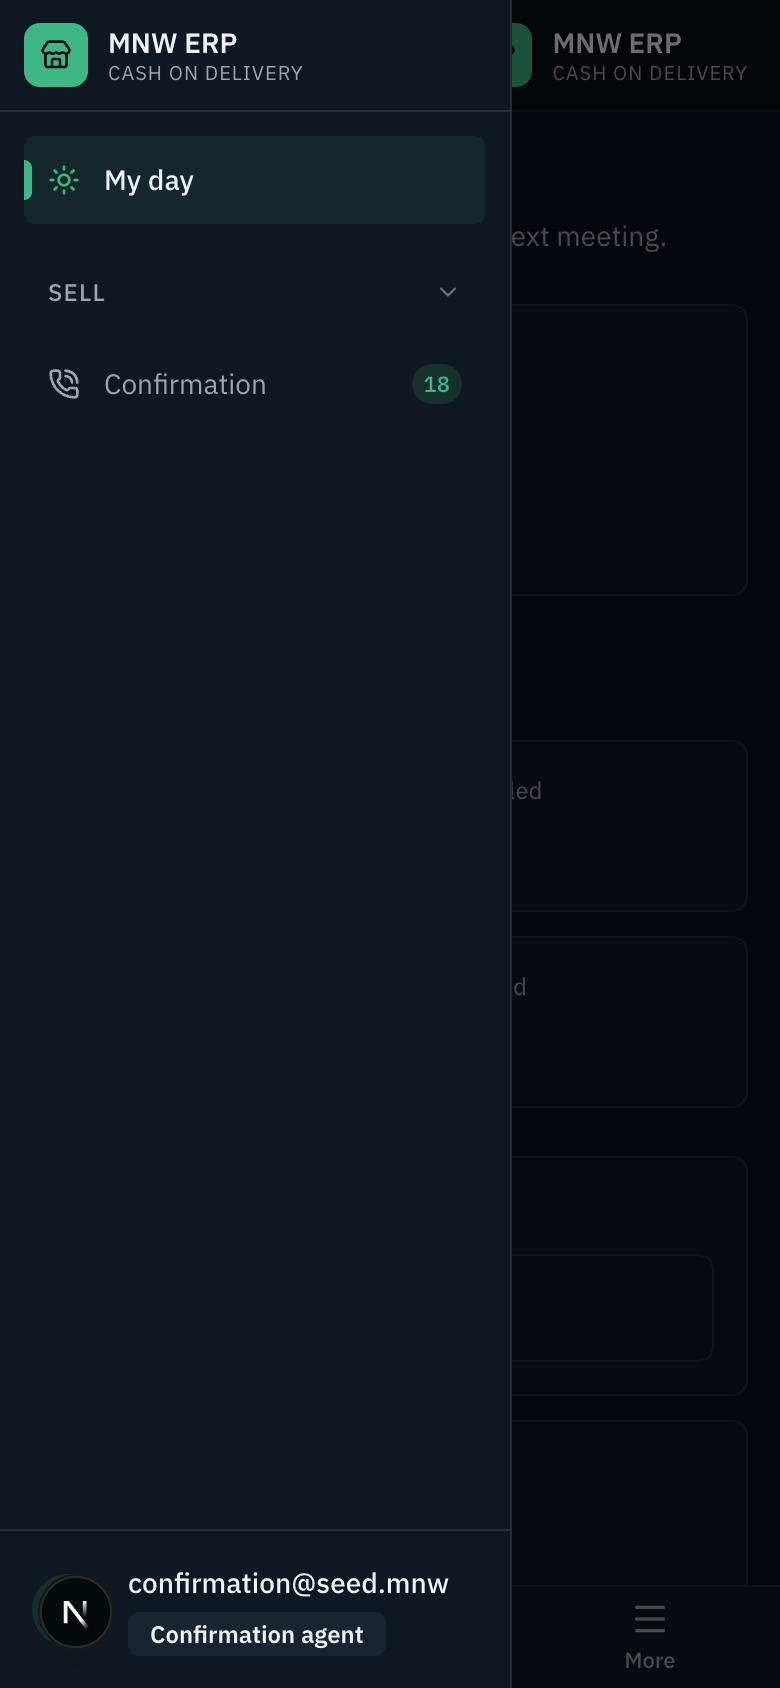 MNW ERP
CASH ON DELIVERY
MNW ERP
CASH ON DELIVERY
My day
ext meeting.
SELL
Confirmation
18
led
d
confirmation@seed.mnw
Confirmation agent
N
More